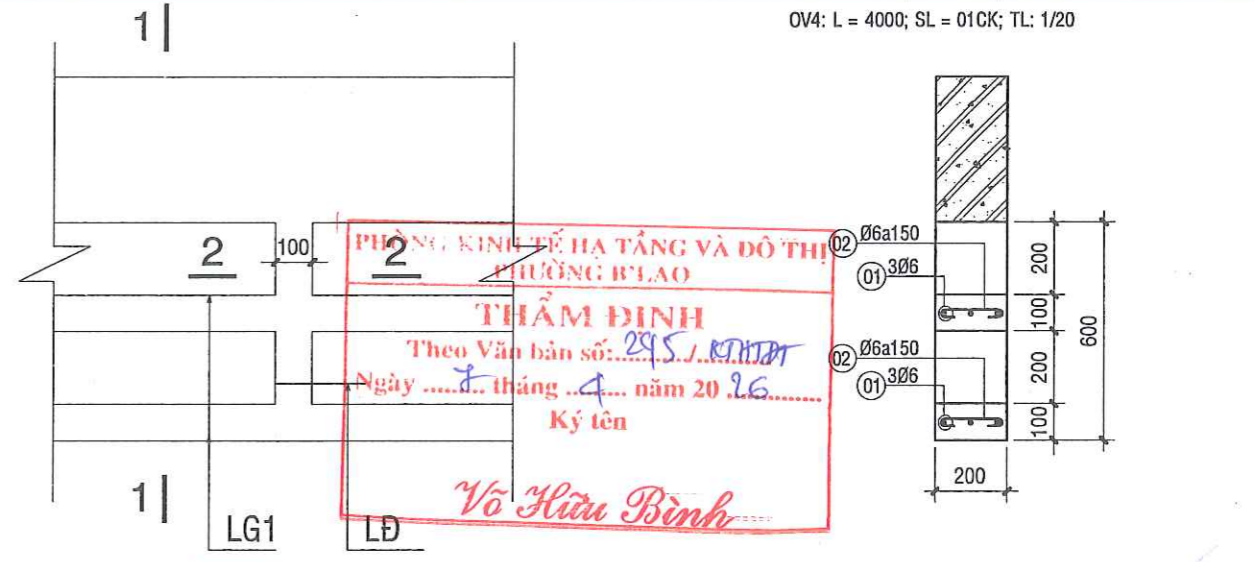 OV4: L = 4000; SL = 01CK; TL: 1/20
1
2
100
2
1
LG1
LĐ
PHÒNG KINH TẾ HẠ TẦNG VÀ ĐÔ THỊ
PHƯỜNG B'LAO
THẨM ĐỊNH
Theo Văn bản số: 295 / KTHTĐT
Ngày 7 tháng 4 năm 20 26
Ký tên
Võ Hữu Bình
02 Ø6a150
01 3Ø6
02 Ø6a150
01 3Ø6
200
100
200
100
600
200